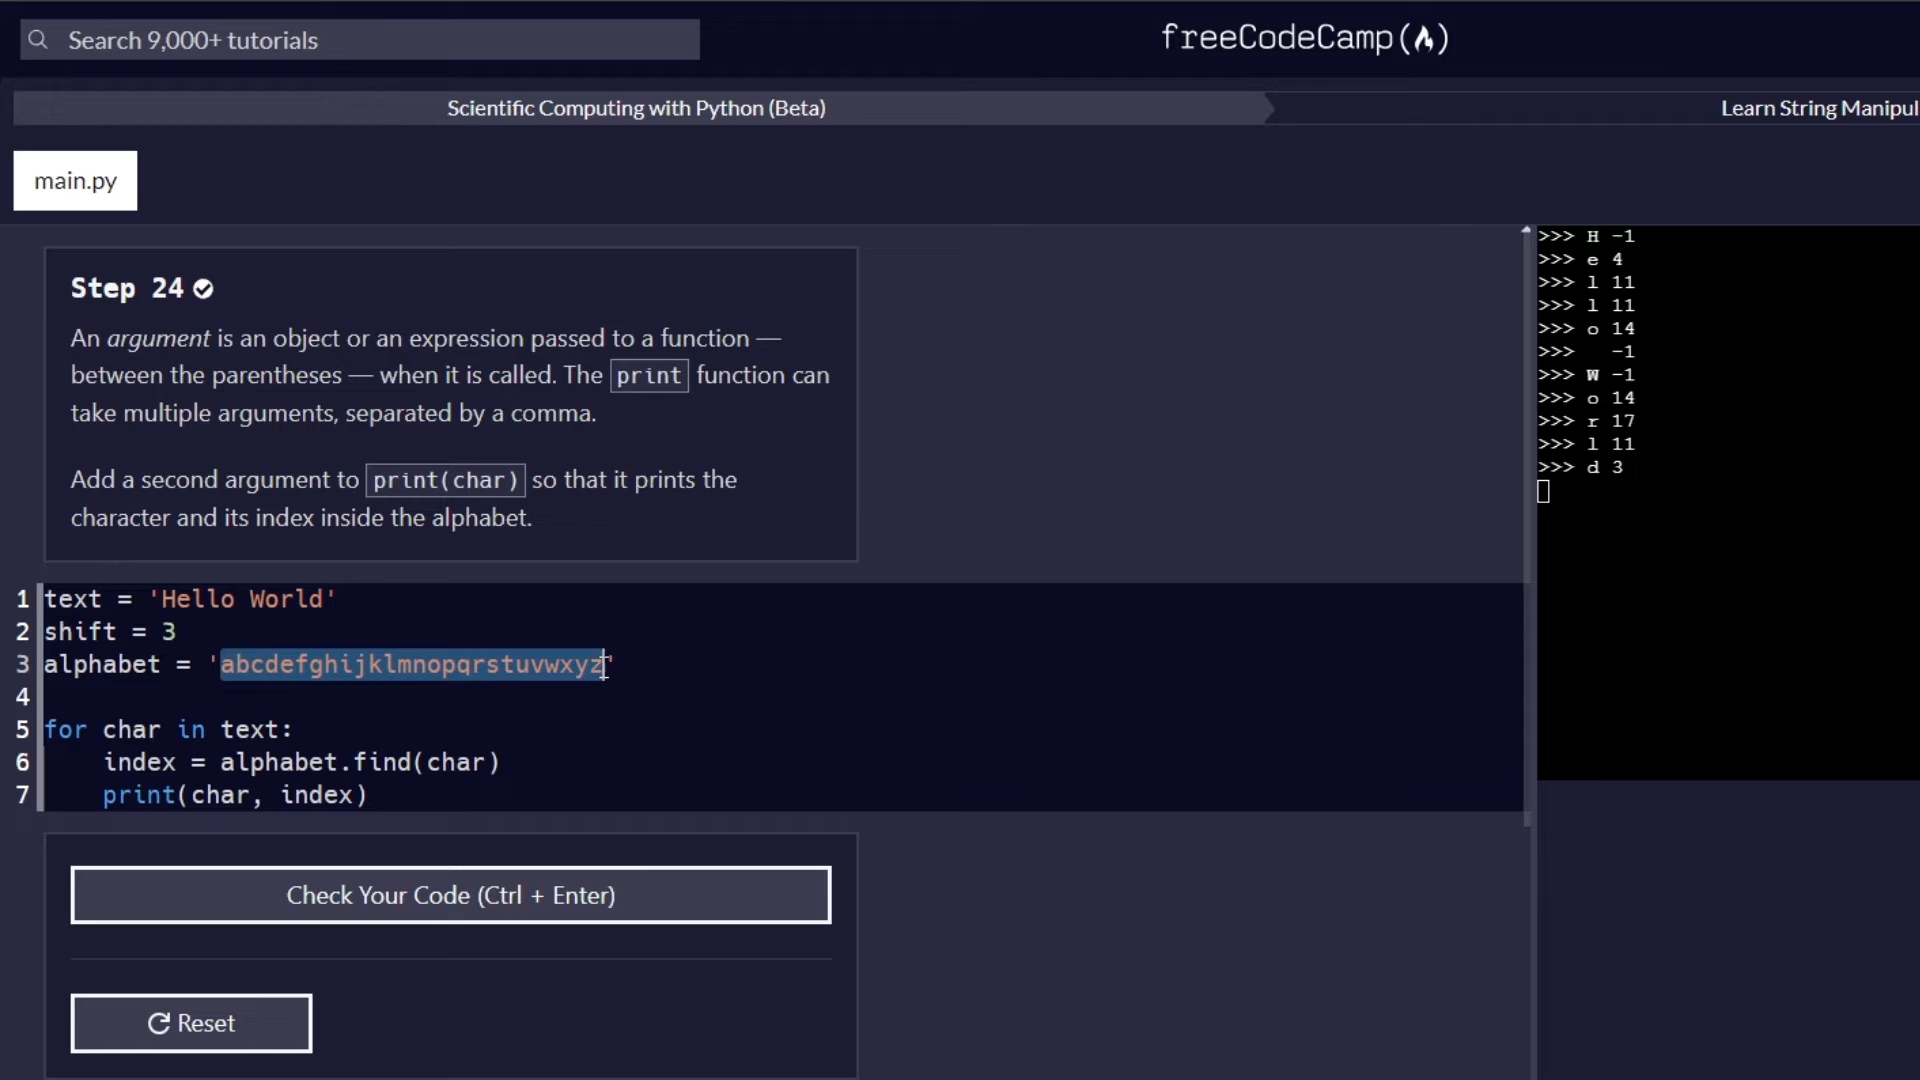 Search 9,000+ tutorials
freeCodeCamp
Scientific Computing with Python (Beta)
Learn String Manipul
main.py
Step 24
An argument is an object or an expression passed to a function —
between the parentheses — when it is called. The print function can
take multiple arguments, separated by a comma.
Add a second argument to print(char) so that it prints the
character and its index inside the alphabet.
1 text = 'Hello World'
2 shift = 3
3 alphabet = 'abcdefghijklmnopqrstuvwxyz'
4
5 for char in text:
6     index = alphabet.find(char)
7     print(char, index)
Check Your Code (Ctrl + Enter)
Reset
>>> H -1
>>> e 4
>>> l 11
>>> l 11
>>> o 14
>>>   -1
>>> W -1
>>> o 14
>>> r 17
>>> l 11
>>> d 3